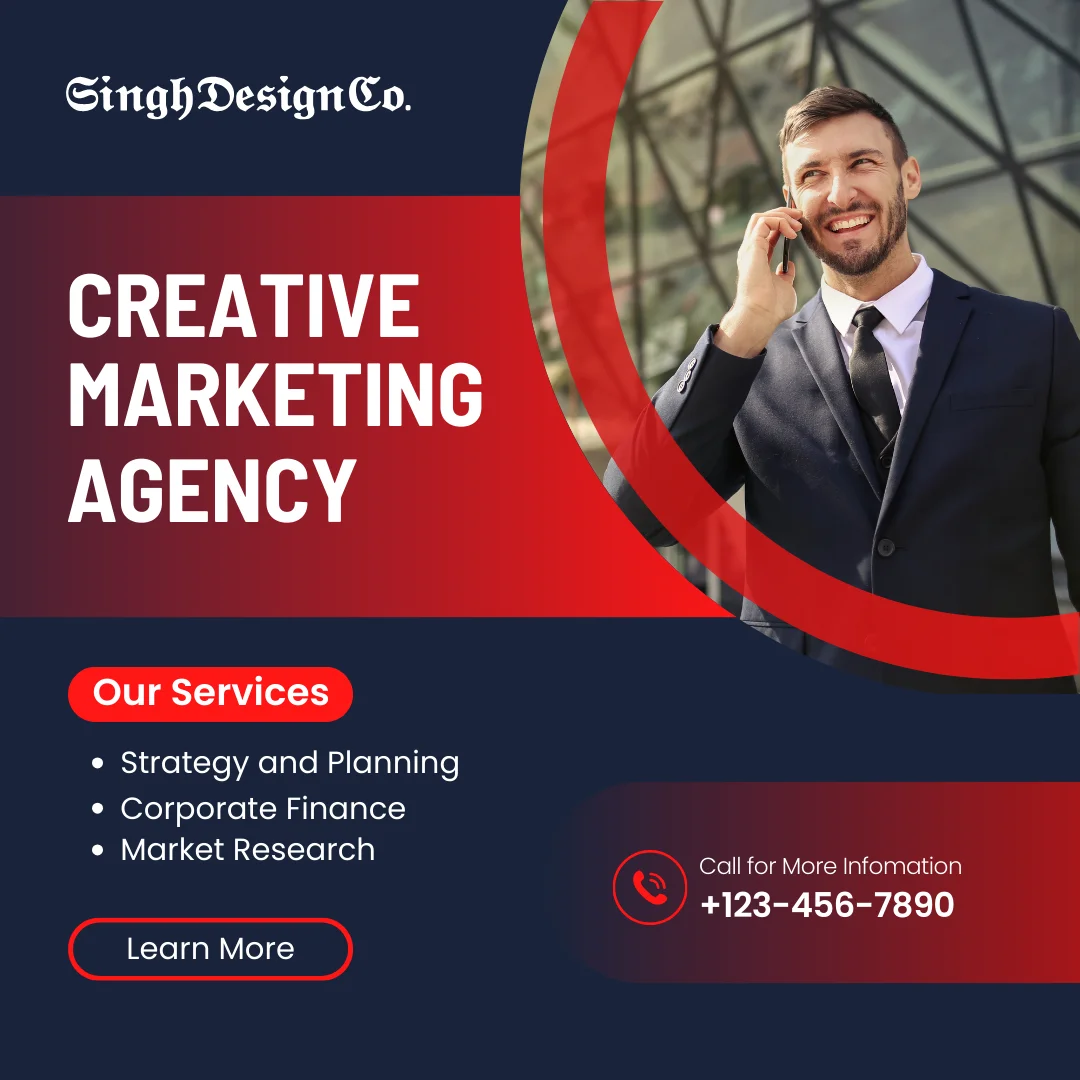 SinghDesignCo.
CREATIVE
MARKETING
AGENCY
Our Services
• Strategy and Planning
• Corporate Finance
• Market Research
Learn More
Call for More Infomation
+123-456-7890